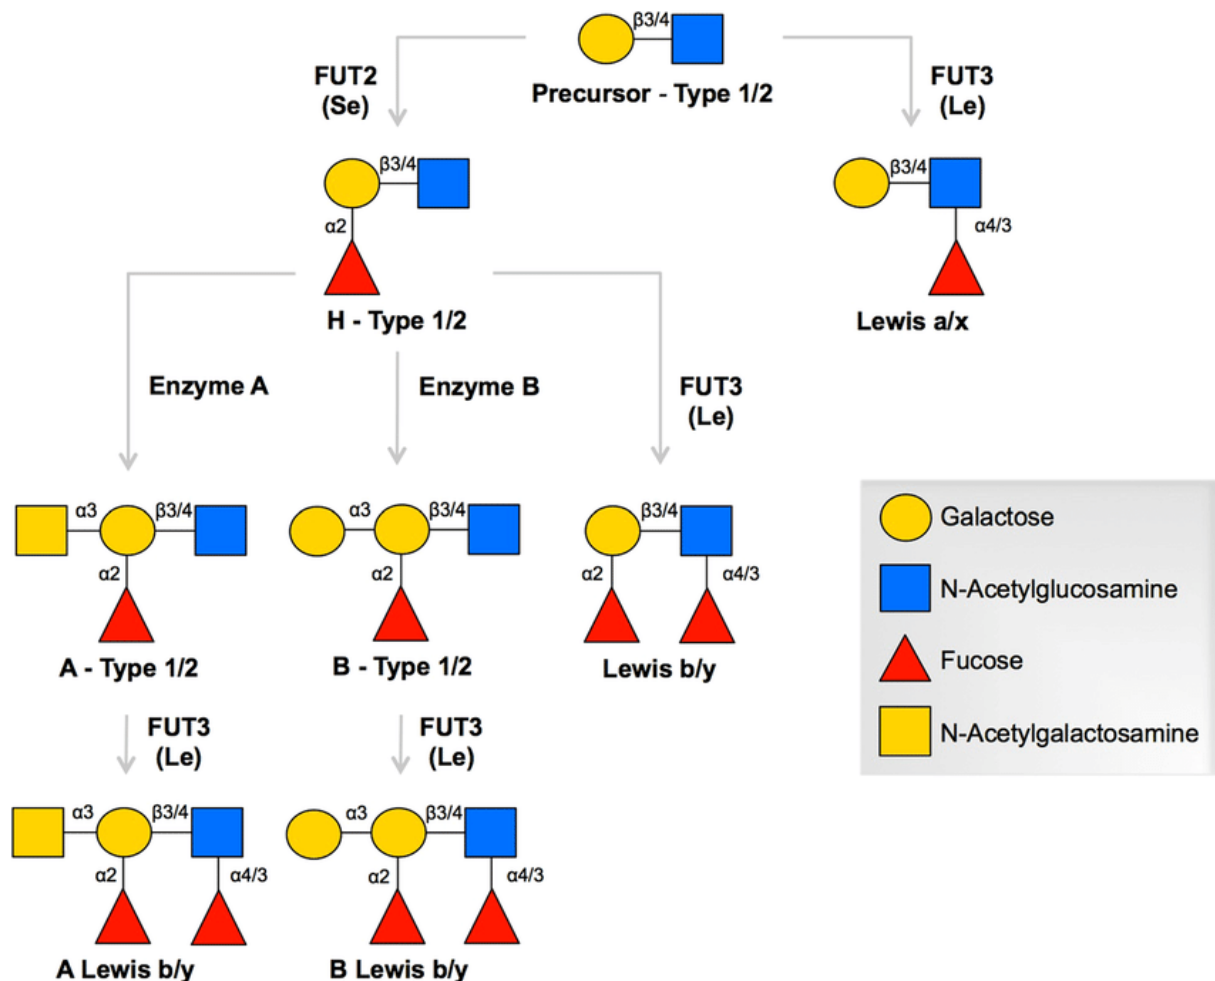 β3/4
Precursor - Type 1/2
FUT2
(Se)
FUT3
(Le)
β3/4
α2
H - Type 1/2
β3/4
α4/3
Lewis a/x
Enzyme A
Enzyme B
FUT3
(Le)
α3
β3/4
α2
A - Type 1/2
α3
β3/4
α2
B - Type 1/2
β3/4
α2
α4/3
Lewis b/y
FUT3
(Le)
FUT3
(Le)
α3
β3/4
α2
α4/3
A Lewis b/y
α3
β3/4
α2
α4/3
B Lewis b/y
Galactose
N-Acetylglucosamine
Fucose
N-Acetylgalactosamine